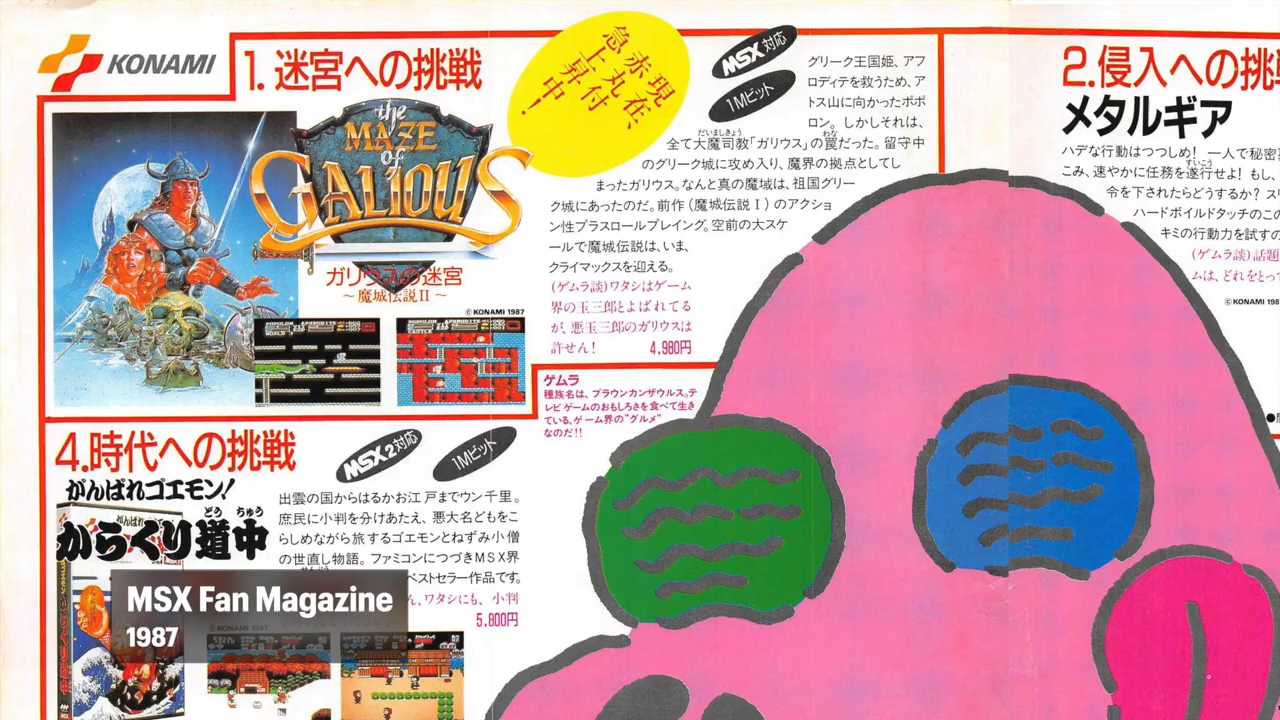 KONAMI
1.迷宮への挑戦
the
MAZE
of
GALIOUS
ガリウスの迷宮
～魔城伝説II～
© KONAMI 1987
現在、
赤丸付
急上昇中!
MSX対応
1Mビット
グリーク王国姫、アフ
ロディテを救うため、ア
トス山に向かったポポ
ロン。しかしそれは、
全て大魔司教「ガリウス」の罠だった。留守中
だいましきょう
わな
のグリーク城に攻め入り、魔界の拠点としてし
まったガリウス。なんと真の魔域は、祖国グリー
ク城にあったのだ。前作(魔城伝説I)のアクショ
ン性プラスロールプレイング。空前の大スケ
ールで魔城伝説は、いま、
クライマックスを迎える。
(ゲムラ談)ワタシはゲーム
界の玉三郎とよばれてる
が、悪玉三郎のガリウスは
許せん! 4,980円
ゲムラ
種族名は、ブラウンカンザウルス。テ
レビゲームのおもしろさを食べて生き
ている。ゲーム界の"グルメ"
なのだ!!
2.侵入への挑
メタルギア
ハデな行動はつつしめ! 一人で秘密
こみ、速やかに任務を遂行せよ! もし、
すいこう
令を下されたらどうするか? ス
ハードボイルドタッチのこ
キミの行動力を試すの
(ゲムラ談)話題
ムは、どれをとっ
© KONAMI 198
4.時代への挑戦
がんばれゴエモン!
からくり道中
どう ちゅう
MSX2対応
1Mビット
出雲の国からはるかお江戸までウン千里。
庶民に小判を分けあたえ、悪大名どもをこ
らしめながら旅するゴエモンとねずみ小僧
の世直し物語。ファミコンにつづきMSX界
ベストセラー作品です。
ん、ワタシにも、小判
5,800円
© KONAMI 1987
MSX Fan Magazine
1987